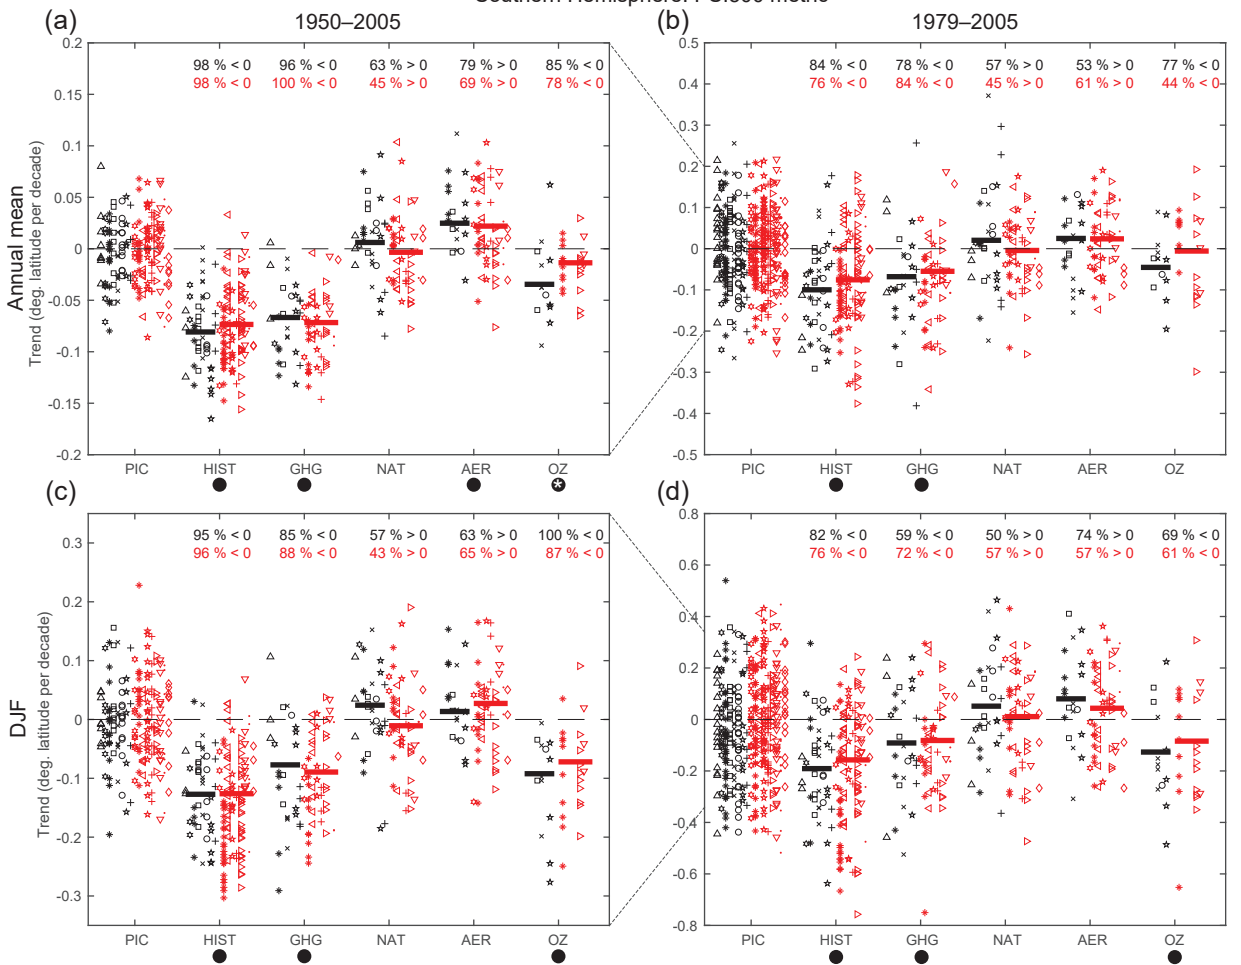 (a) 1950–2005
98 % < 0 96 % < 0 63 % > 0 79 % > 0 85 % < 0
98 % < 0 100 % < 0 45 % > 0 69 % > 0 78 % < 0
0.2
0.15
0.1
0.05
0
-0.05
-0.1
-0.15
-0.2
Annual mean
Trend (deg. latitude per decade)
PIC HIST GHG NAT AER OZ
*
(b) 1979–2005
84 % < 0 78 % < 0 57 % > 0 53 % > 0 77 % < 0
76 % < 0 84 % < 0 45 % > 0 61 % > 0 44 % < 0
0.5
0.4
0.3
0.2
0.1
0
-0.1
-0.2
-0.3
-0.4
-0.5
PIC HIST GHG NAT AER OZ
(c)
95 % < 0 85 % < 0 57 % > 0 63 % > 0 100 % < 0
96 % < 0 88 % < 0 43 % > 0 65 % > 0 87 % < 0
0.3
0.2
0.1
0
-0.1
-0.2
-0.3
DJF
Trend (deg. latitude per decade)
PIC HIST GHG NAT AER OZ
(d)
82 % < 0 59 % < 0 50 % > 0 74 % > 0 69 % < 0
76 % < 0 72 % < 0 57 % > 0 57 % > 0 61 % < 0
0.8
0.6
0.4
0.2
0
-0.2
-0.4
-0.6
-0.8
PIC HIST GHG NAT AER OZ